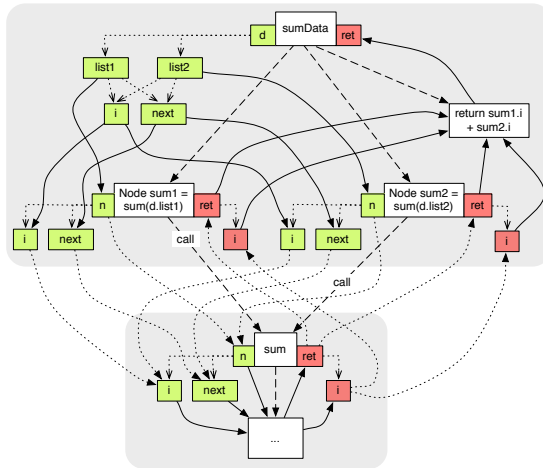 d
sumData
ret
list1
list2
i
next
return sum1.i
+ sum2.i
n
Node sum1 =
sum(d.list1)
ret
n
Node sum2 =
sum(d.list2)
ret
i
next
i
i
next
i
call
call
n
sum
ret
i
next
i
...